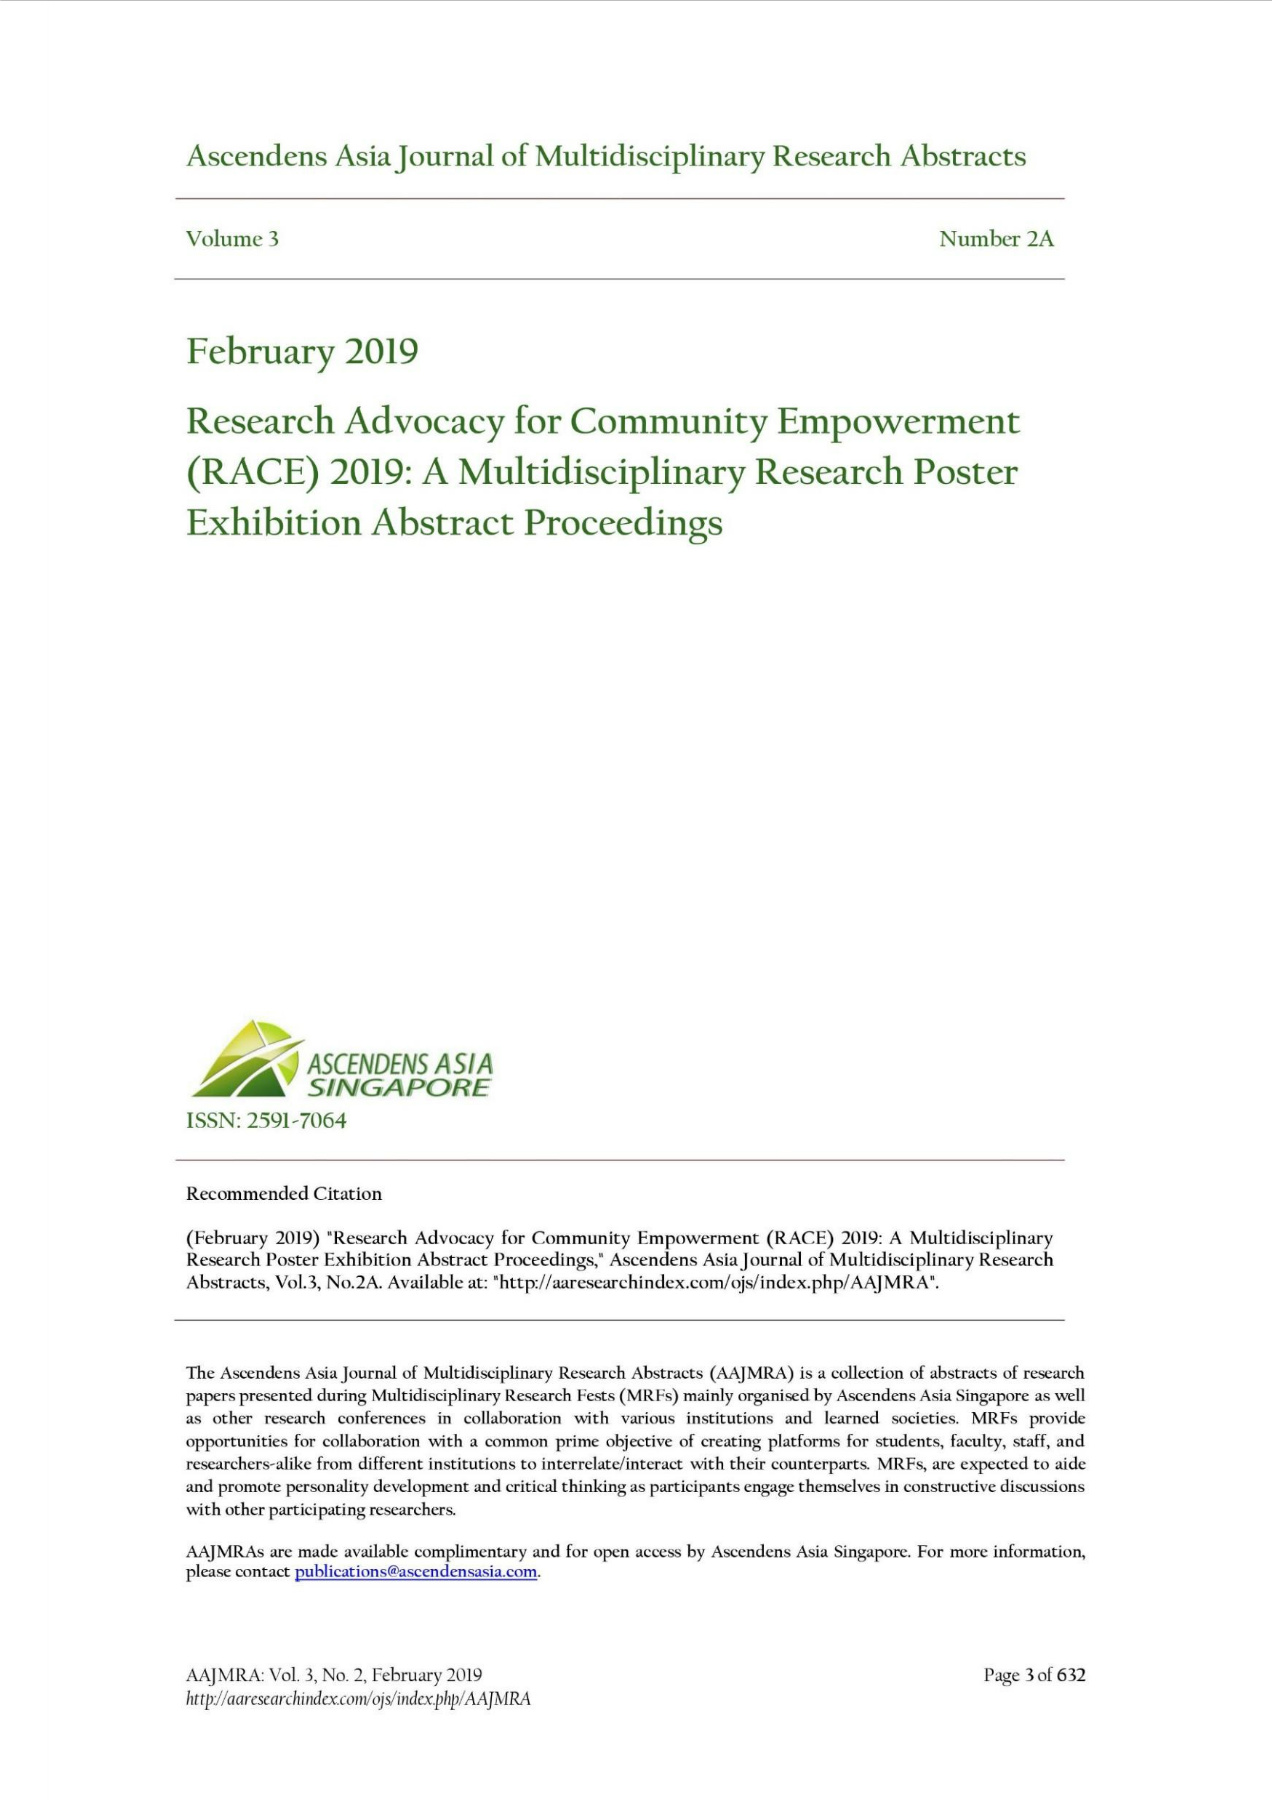 Ascendens Asia Journal of Multidisciplinary Research Abstracts
Volume 3 Number 2A
February 2019
Research Advocacy for Community Empowerment
(RACE) 2019: A Multidisciplinary Research Poster
Exhibition Abstract Proceedings
ASCENDENS ASIA
SINGAPORE
ISSN: 2591-7064
Recommended Citation
(February 2019) "Research Advocacy for Community Empowerment (RACE) 2019: A Multidisciplinary
Research Poster Exhibition Abstract Proceedings," Ascendens Asia Journal of Multidisciplinary Research
Abstracts, Vol.3, No.2A. Available at: "http://aaresearchindex.com/ojs/index.php/AAJMRA".
The Ascendens Asia Journal of Multidisciplinary Research Abstracts (AAJMRA) is a collection of abstracts of research
papers presented during Multidisciplinary Research Fests (MRFs) mainly organised by Ascendens Asia Singapore as well
as other research conferences in collaboration with various institutions and learned societies. MRFs provide
opportunities for collaboration with a common prime objective of creating platforms for students, faculty, staff, and
researchers-alike from different institutions to interrelate/interact with their counterparts. MRFs, are expected to aide
and promote personality development and critical thinking as participants engage themselves in constructive discussions
with other participating researchers.
AAJMRAs are made available complimentary and for open access by Ascendens Asia Singapore. For more information,
please contact publications@ascendensasia.com.
AAJMRA: Vol. 3, No. 2, February 2019 Page 3 of 632
http://aaresearchindex.com/ojs/index.php/AAJMRA